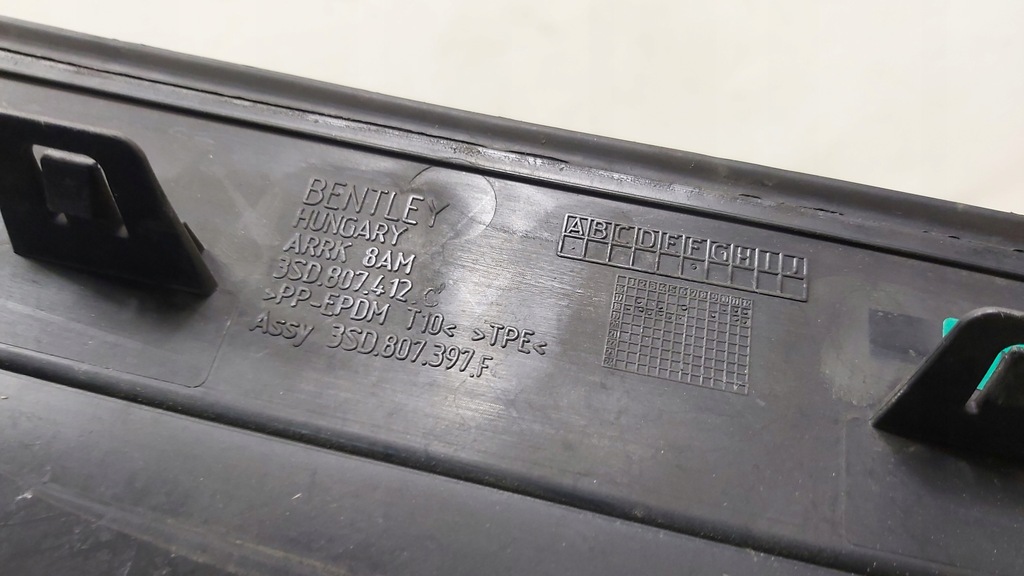 BENTLEY
HUNGARY
ARRK 8AM
3SD.807.412.C
>PP-EPDM T10< >TPE<
Assy 3SD.807.397.F
A B C D E F G H I J